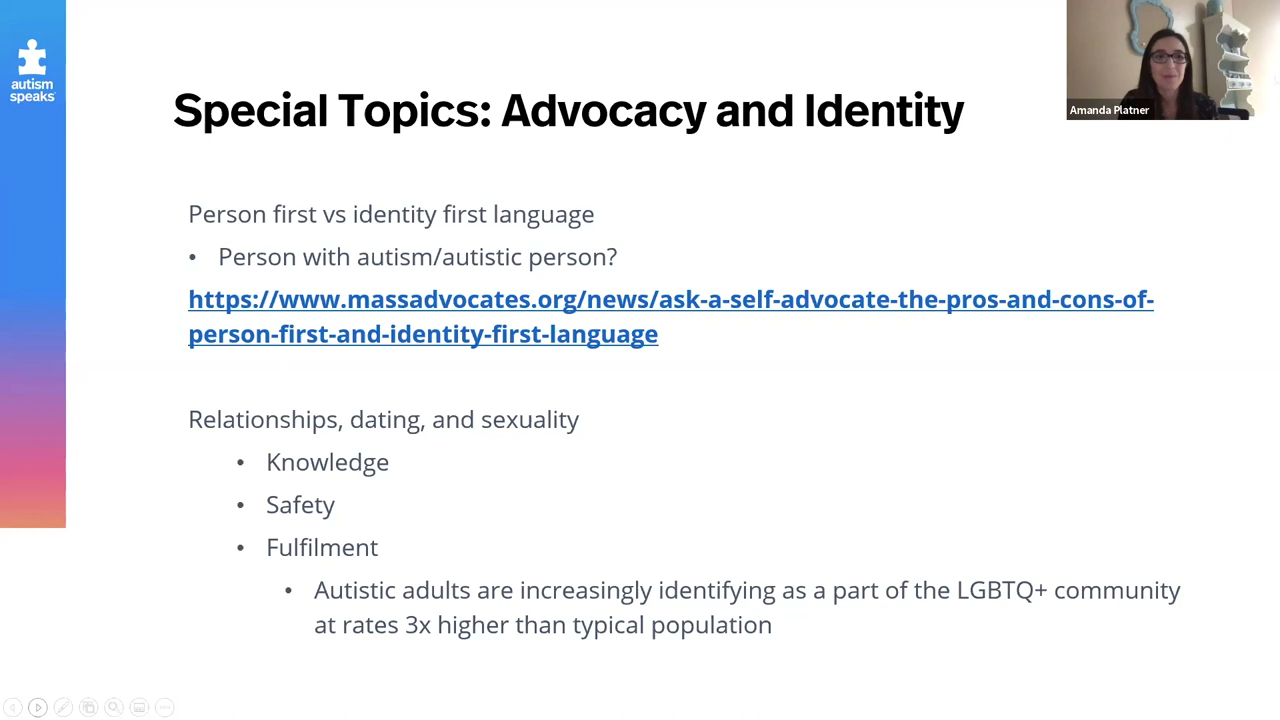 autism
speaks
Special Topics: Advocacy and Identity
Amanda Platner
Person first vs identity first language
• Person with autism/autistic person?
https://www.massadvocates.org/news/ask-a-self-advocate-the-pros-and-cons-of-
person-first-and-identity-first-language
Relationships, dating, and sexuality
• Knowledge
• Safety
• Fulfilment
• Autistic adults are increasingly identifying as a part of the LGBTQ+ community
at rates 3x higher than typical population